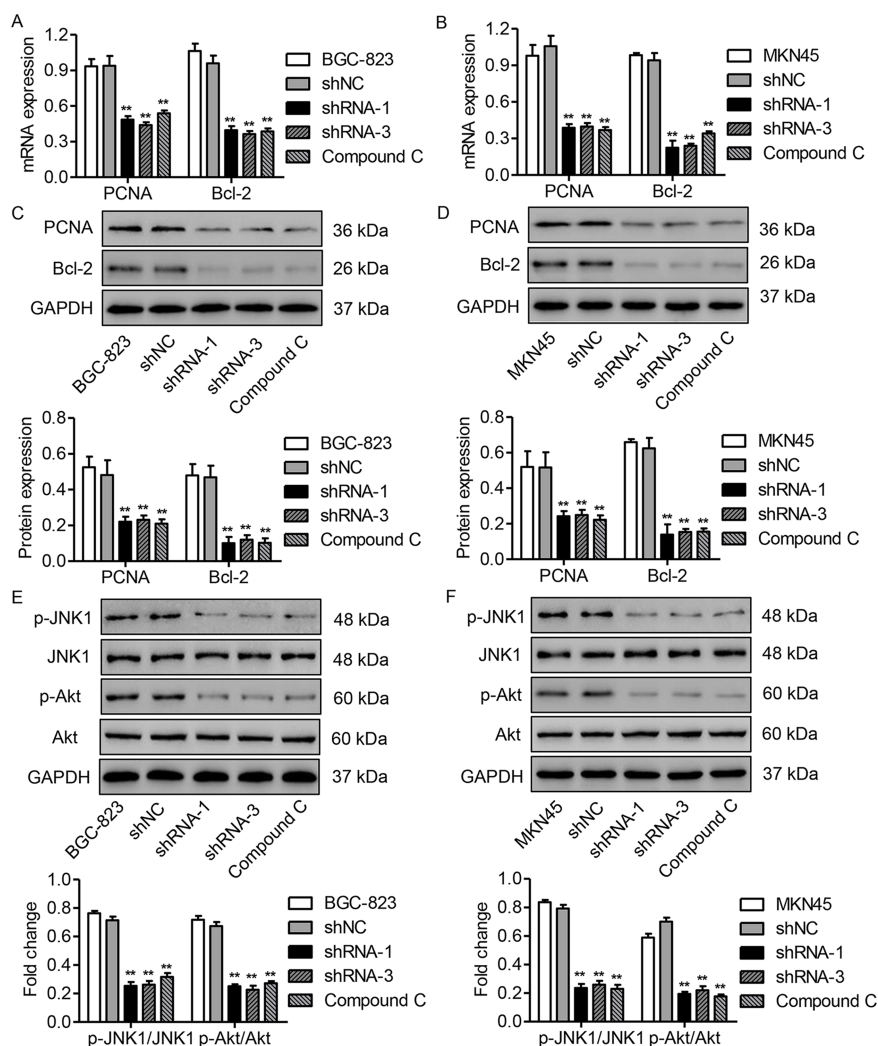 A
mRNA expression
1.2
0.9
0.6
0.3
0.0
** ** **
** ** **
PCNA Bcl-2
BGC-823
shNC
shRNA-1
shRNA-3
Compound C
B
mRNA expression
1.2
0.9
0.6
0.3
0.0
** ** **
** ** **
PCNA Bcl-2
MKN45
shNC
shRNA-1
shRNA-3
Compound C
C
PCNA 36 kDa
Bcl-2 26 kDa
GAPDH 37 kDa
BGC-823 shNC shRNA-1 shRNA-3 Compound C
Protein expression
0.8
0.6
0.4
0.2
0.0
** ** **
** ** **
PCNA Bcl-2
BGC-823
shNC
shRNA-1
shRNA-3
Compound C
D
PCNA 36 kDa
Bcl-2 26 kDa
GAPDH 37 kDa
MKN45 shNC shRNA-1 shRNA-3 Compound C
Protein expression
0.8
0.6
0.4
0.2
0.0
** ** **
** ** **
PCNA Bcl-2
MKN45
shNC
shRNA-1
shRNA-3
Compound C
E
p-JNK1 48 kDa
JNK1 48 kDa
p-Akt 60 kDa
Akt 60 kDa
GAPDH 37 kDa
BGC-823 shNC shRNA-1 shRNA-3 Compound C
Fold change
1.0
0.8
0.6
0.4
0.2
0.0
** ** **
** ** **
p-JNK1/JNK1 p-Akt/Akt
BGC-823
shNC
shRNA-1
shRNA-3
Compound C
F
p-JNK1 48 kDa
JNK1 48 kDa
p-Akt 60 kDa
Akt 60 kDa
GAPDH 37 kDa
MKN45 shNC shRNA-1 shRNA-3 Compound C
Fold change
1.0
0.8
0.6
0.4
0.2
0.0
** ** **
** ** **
p-JNK1/JNK1 p-Akt/Akt
MKN45
shNC
shRNA-1
shRNA-3
Compound C